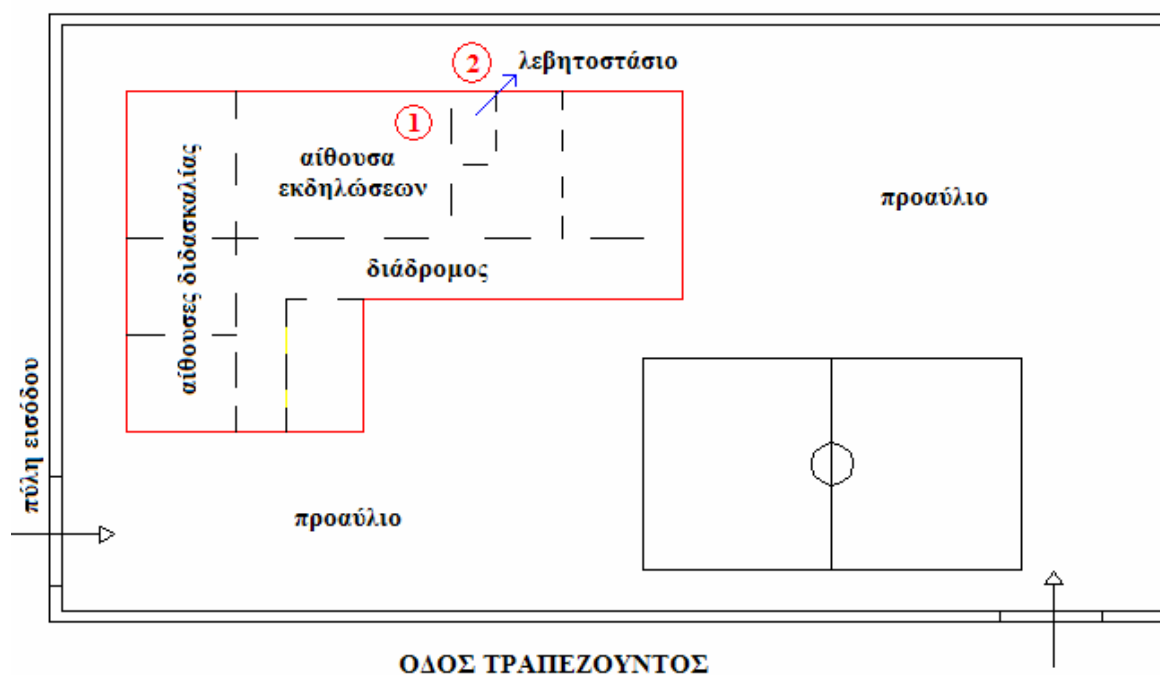 2
λεβητοστάσιο
1
αίθουσα
εκδηλώσεων
αίθουσες διδασκαλίας
προαύλιο
διάδρομος
πύλη εισόδου
προαύλιο
ΟΔΟΣ ΤΡΑΠΕΖΟΥΝΤΟΣ